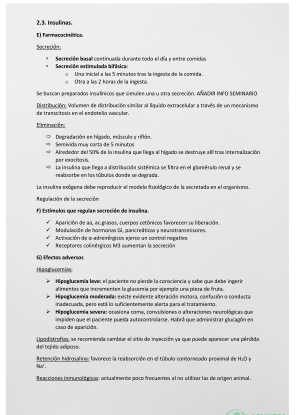 2.3. Insulinas.
E) Farmacocinética.
Secreción:
Secreción basal continuada durante todo el día y entre comidas
Secreción estimulada bifásica:
Una inicial a las 5 minutos tras la ingesta de la comida.
Otra a las 2 horas de la ingesta.
Se buscan preparados insulínicos que simulen una u otra secreción. AÑADIR INFO SEMINARIO
Distribución: Volumen de distribución similar al líquido extracelular a través de un mecanismo
de transcitosis en el endotelio vascular.
Eliminación:
Degradación en hígado, músculo y riñón.
Semivida muy corta de 5 minutos
Alrededor del 50% de la insulina que llega al hígado se destruye allí tras internalización
por exocitosis.
La insulina que llega a distribución sistémica se filtra en el glomérulo renal y se
reabsorbe en los túbulos donde se degrada.
La insulina exógena debe reproducir el modelo fisiológico de la secretada en el organismo.
Regulación de la secreción
F) Estímulos que regulan secreción de insulina.
Aparición de aa, ac.grasos, cuerpos cetónicos favorecen su liberación.
Modulación de hormonas GI, pancreáticas y neurotransmisores.
Activación de α-adrenérgicos ejerce un control negativo
Receptores colinérgicos M3 aumentan la secreción
G) Efectos adversos
Hipoglucemias:
Hipoglucemia leve: el paciente no pierde la consciencia y sabe que debe ingerir
alimentos que incrementen la glucemia por ejemplo una pieza de fruta.
Hipoglucemia moderada: existe evidente alteración motora, confusión o conducta
inadecuada, pero está lo suficientemente alerta para el tratamiento.
Hipoglucemia severa: ocasiona coma, convulsiones o alteraciones neurológicas que
impiden que el paciente pueda autocontrolarse. Habrá que administrar glucagón en
caso de aparición.
Lipodistrofias: se recomienda cambiar el sitio de inyección ya que puede aparecer una pérdida
del tejido adiposo.
Retención hidrosalina: favorece la realsorción en el túbulo contorneado proximal de H₂O y
Na⁺.
Reacciones inmunológicas: actualmente poco frecuentes al no utilizar las de origen animal.